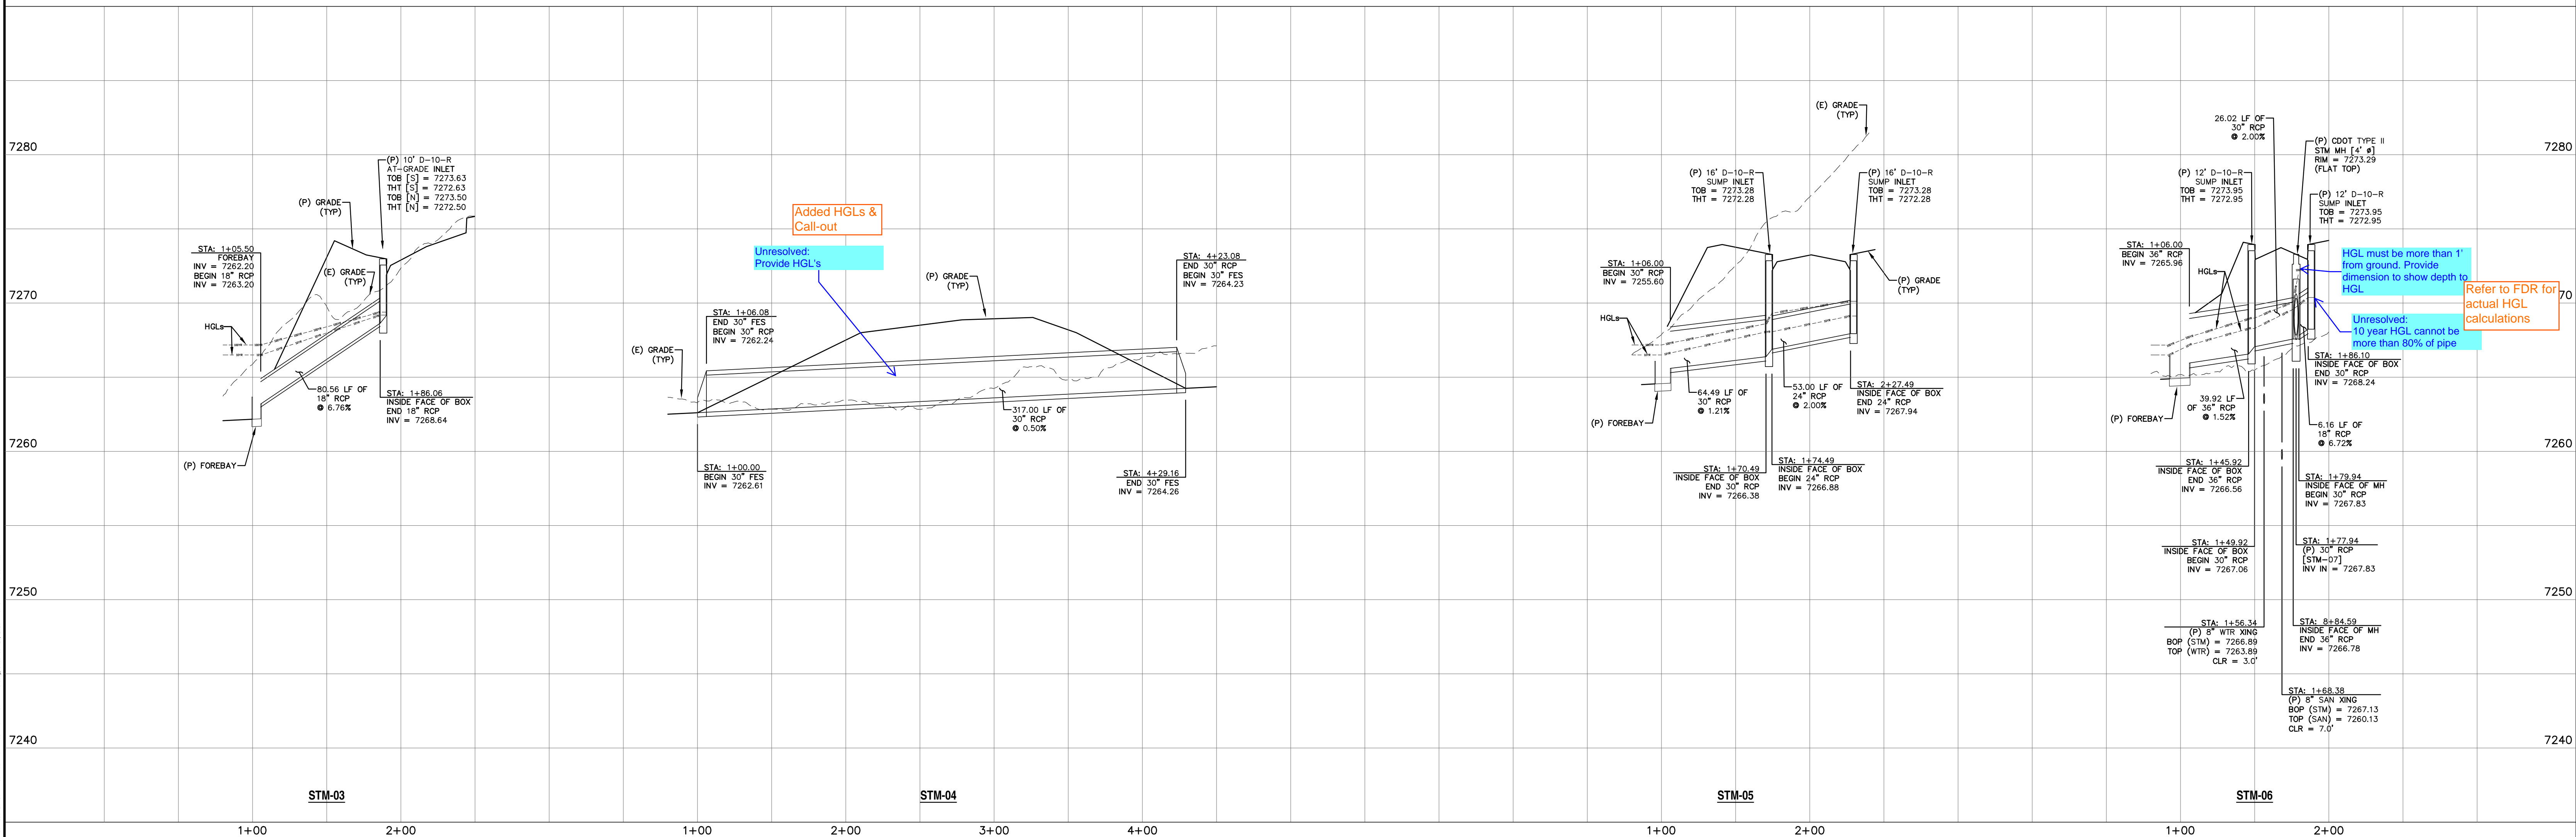 7280
7270
7260
7250
7240
(P) 10' D-10-R
AT-GRADE INLET
TOB [S] = 7273.63
THT [S] = 7272.63
TOB [N] = 7273.50
THT [N] = 7272.50
(P) GRADE
(TYP)
STA: 1+05.50
FOREBAY
INV = 7262.20
BEGIN 18" RCP
INV = 7263.20
(E) GRADE
(TYP)
HGLs
80.56 LF OF
18" RCP
@ 6.76%
STA: 1+86.06
INSIDE FACE OF BOX
END 18" RCP
INV = 7268.64
(P) FOREBAY
STM-03
1+00
2+00
Added HGLs &
Call-out
Unresolved:
Provide HGL's
(P) GRADE
(TYP)
STA: 4+23.08
END 30" RCP
BEGIN 30" FES
INV = 7264.23
STA: 1+06.08
END 30" FES
BEGIN 30" RCP
INV = 7262.24
(E) GRADE
(TYP)
317.00 LF OF
30" RCP
@ 0.50%
STA: 1+00.00
BEGIN 30" FES
INV = 7262.61
STA: 4+29.16
END 30" FES
INV = 7264.26
STM-04
1+00
2+00
3+00
4+00
(E) GRADE
(TYP)
(P) 16' D-10-R
SUMP INLET
TOB = 7273.28
THT = 7272.28
(P) 16' D-10-R
SUMP INLET
TOB = 7273.28
THT = 7272.28
STA: 1+06.00
BEGIN 30" RCP
INV = 7255.60
(P) GRADE
(TYP)
HGLs
64.49 LF OF
30" RCP
@ 1.21%
53.00 LF OF
24" RCP
@ 2.00%
STA: 2+27.49
INSIDE FACE OF BOX
END 24" RCP
INV = 7267.94
(P) FOREBAY
STA: 1+70.49
INSIDE FACE OF BOX
END 30" RCP
INV = 7266.38
STA: 1+74.49
INSIDE FACE OF BOX
BEGIN 24" RCP
INV = 7266.88
STM-05
1+00
2+00
26.02 LF OF
30" RCP
@ 2.00%
(P) CDOT TYPE II
STM MH [4' ø]
RIM = 7273.29
(FLAT TOP)
(P) 12' D-10-R
SUMP INLET
TOB = 7273.95
THT = 7272.95
(P) 12' D-10-R
SUMP INLET
TOB = 7273.95
THT = 7272.95
STA: 1+06.00
BEGIN 36" RCP
INV = 7265.96
HGLs
HGL must be more than 1'
from ground. Provide
dimension to show depth to
HGL
Refer to FDR for
actual HGL
calculations
Unresolved:
10 year HGL cannot be
more than 80% of pipe
STA: 1+86.10
INSIDE FACE OF BOX
END 30" RCP
INV = 7268.24
39.92 LF
OF 36" RCP
@ 1.52%
(P) FOREBAY
6.16 LF OF
18" RCP
@ 6.72%
STA: 1+45.92
INSIDE FACE OF BOX
END 36" RCP
INV = 7266.56
STA: 1+79.94
INSIDE FACE OF MH
BEGIN 30" RCP
INV = 7267.83
STA: 1+49.92
INSIDE FACE OF BOX
BEGIN 30" RCP
INV = 7267.06
STA: 1+77.94
(P) 30" RCP
[STM-07]
INV IN = 7267.83
STA: 1+56.34
(P) 8" WTR XING
BOP (STM) = 7266.89
TOP (WTR) = 7263.89
CLR = 3.0'
STA: 8+84.59
INSIDE FACE OF MH
END 36" RCP
INV = 7266.78
STA: 1+68.38
(P) 8" SAN XING
BOP (STM) = 7267.13
TOP (SAN) = 7260.13
CLR = 7.0'
STM-06
1+00
2+00
7280
70
7260
7250
7240